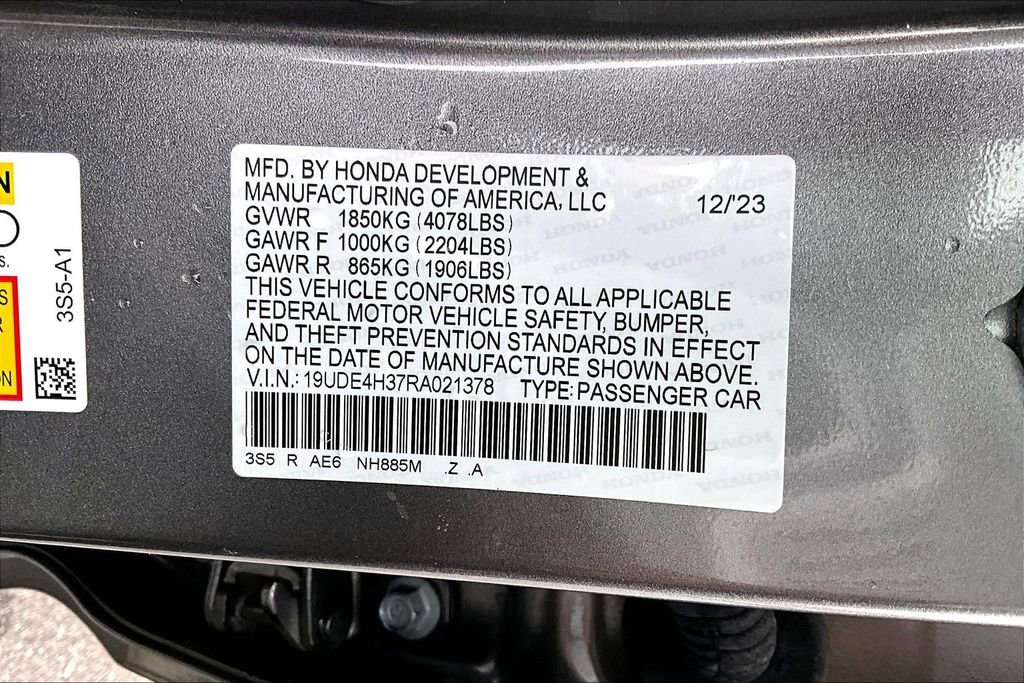 MFD. BY HONDA DEVELOPMENT &
MANUFACTURING OF AMERICA, LLC 12/'23
GVWR 1850KG (4078LBS)
GAWR F 1000KG (2204LBS)
GAWR R 865KG (1906LBS)
THIS VEHICLE CONFORMS TO ALL APPLICABLE
FEDERAL MOTOR VEHICLE SAFETY, BUMPER,
AND THEFT PREVENTION STANDARDS IN EFFECT
ON THE DATE OF MANUFACTURE SHOWN ABOVE.
V.I.N.: 19UDE4H37RA021378 TYPE: PASSENGER CAR
3S5 R AE6 NH885M .Z .A
3S5-A1
HONDA